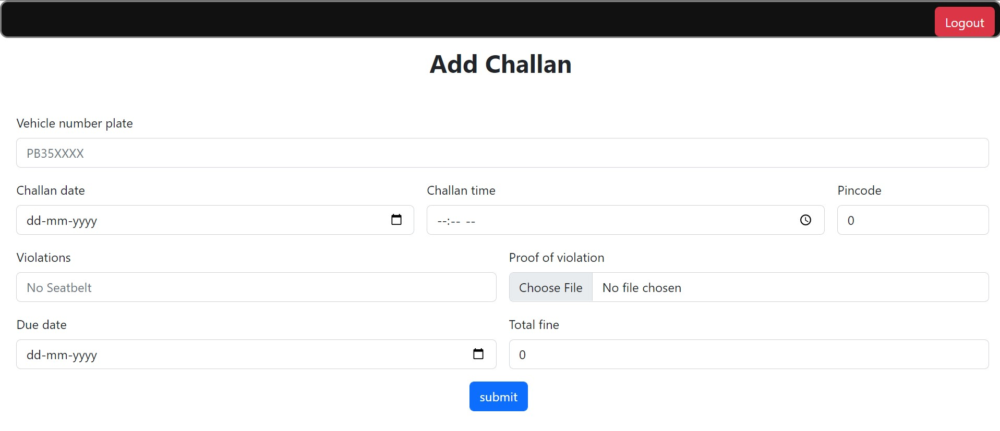 Logout
Add Challan
Vehicle number plate
PB35XXXX
Challan date Challan time Pincode
dd-mm-yyyy --:-- -- 0
Violations Proof of violation
No Seatbelt Choose File No file chosen
Due date Total fine
dd-mm-yyyy 0
submit